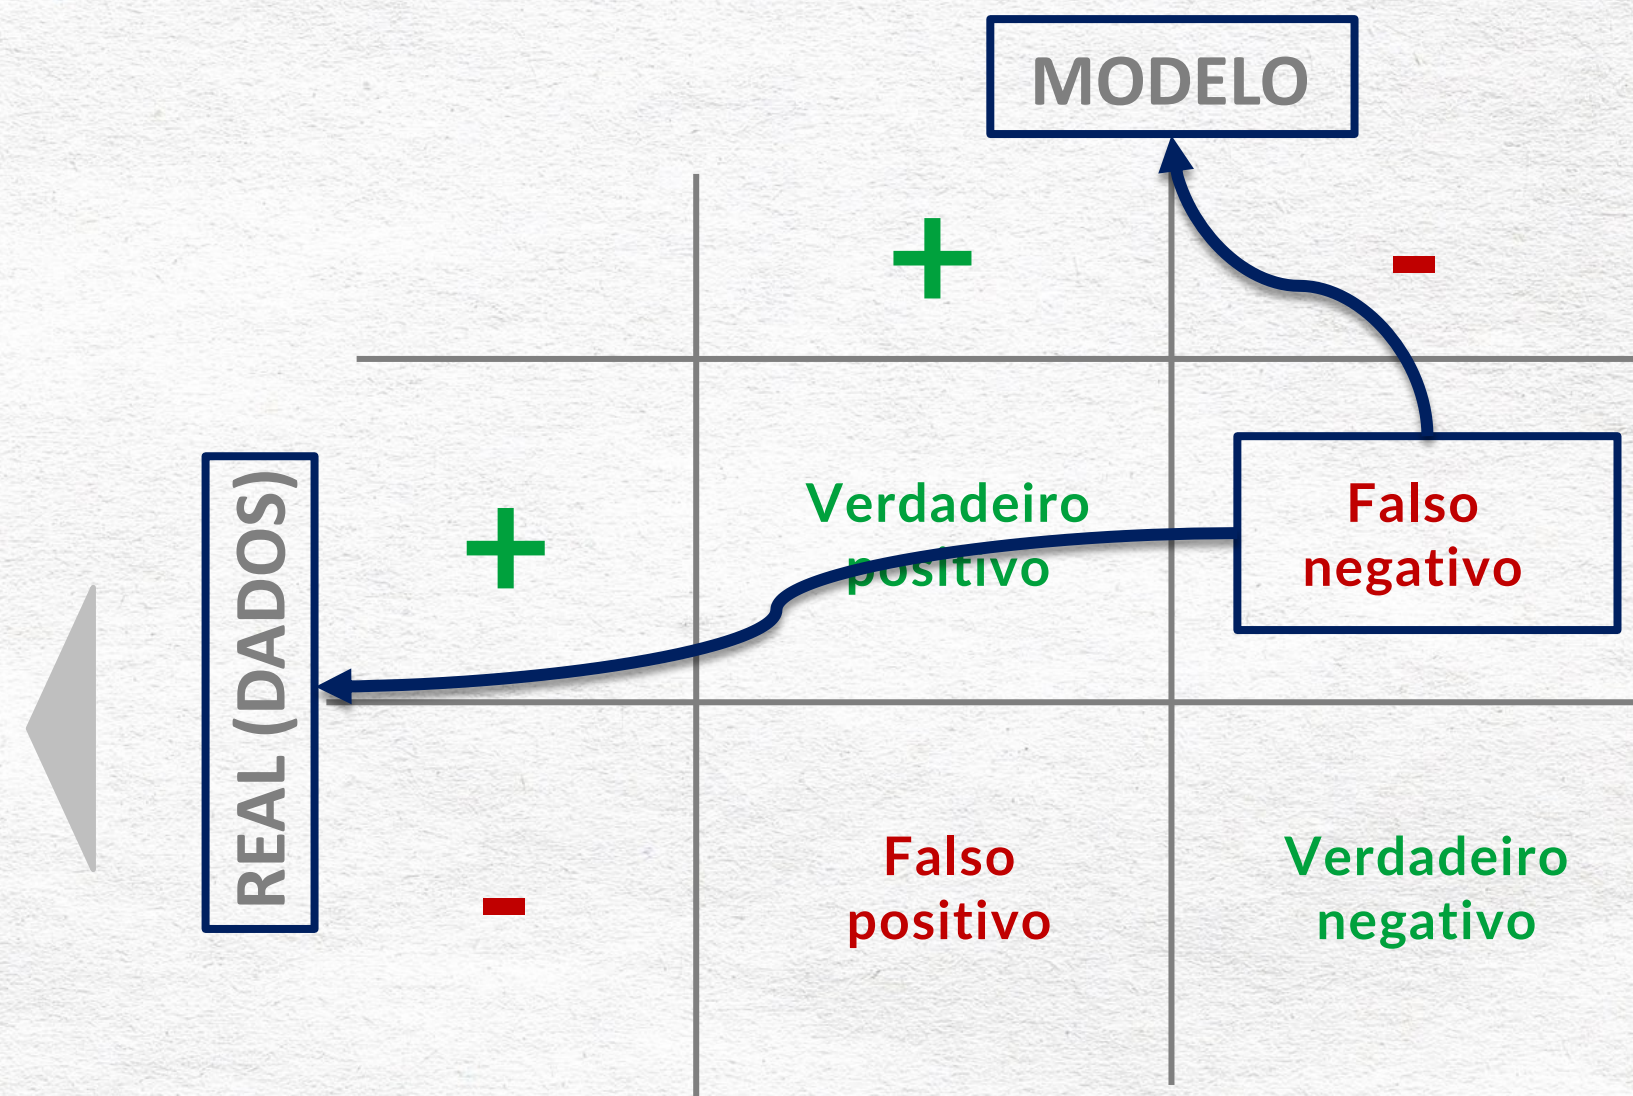 MODELO
+
-
REAL (DADOS)
+
Verdadeiro
positivo
Falso
negativo
-
Falso
positivo
Verdadeiro
negativo